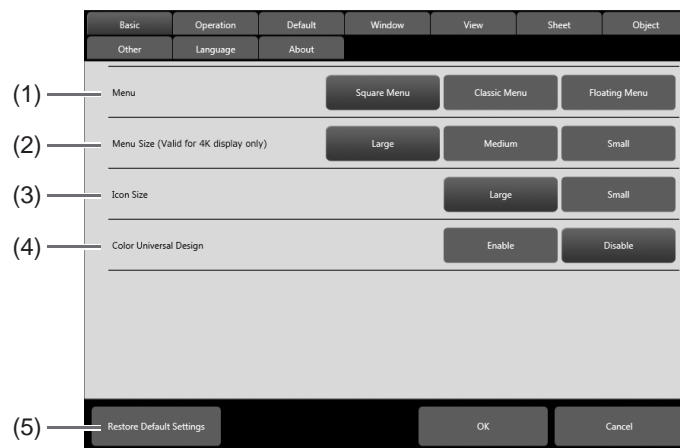 Basic Operation Default Window View Sheet Object
Other Language About
(1) Menu Square Menu Classic Menu Floating Menu
(2) Menu Size (Valid for 4K display only) Large Medium Small
(3) Icon Size Large Small
(4) Color Universal Design Enable Disable
(5) Restore Default Settings OK Cancel